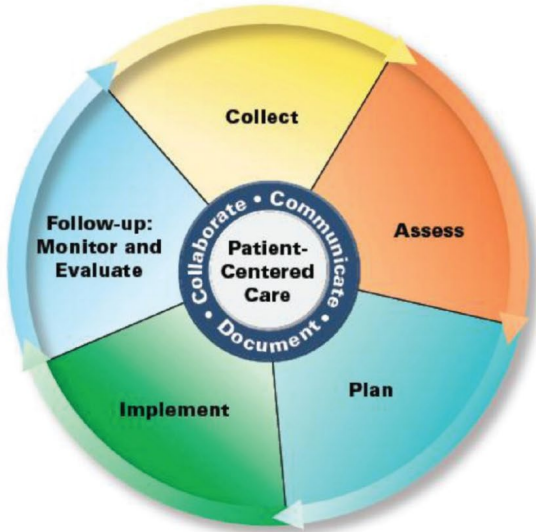 Collect
Assess
Plan
Implement
Follow-up:
Monitor and
Evaluate
Collaborate • Communicate • Document •
Patient-
Centered
Care